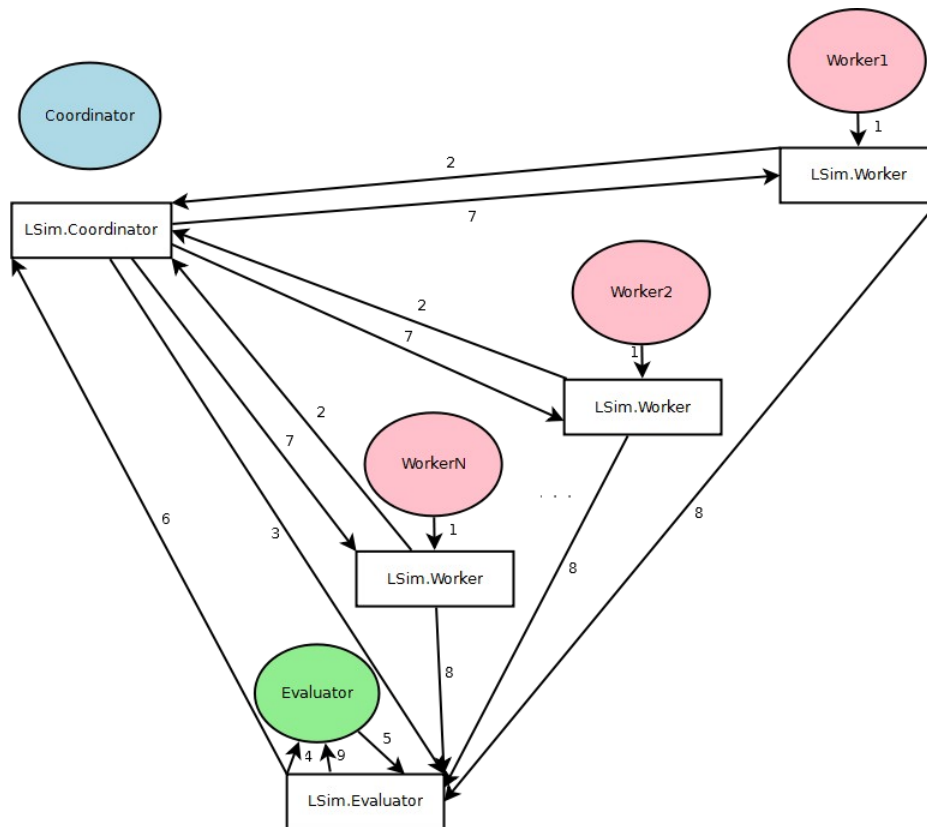 Worker1
Coordinator
1
2
LSim.Worker
7
LSim.Coordinator
Worker2
2
7
1
LSim.Worker
2
7
WorkerN
. . .
6
3
1
8
LSim.Worker
8
8
Evaluator
5
4
9
LSim.Evaluator